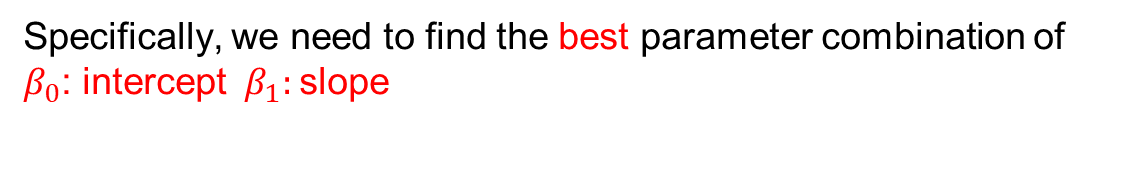 Specifically, we need to find the best parameter combination of
β₀: intercept β₁: slope